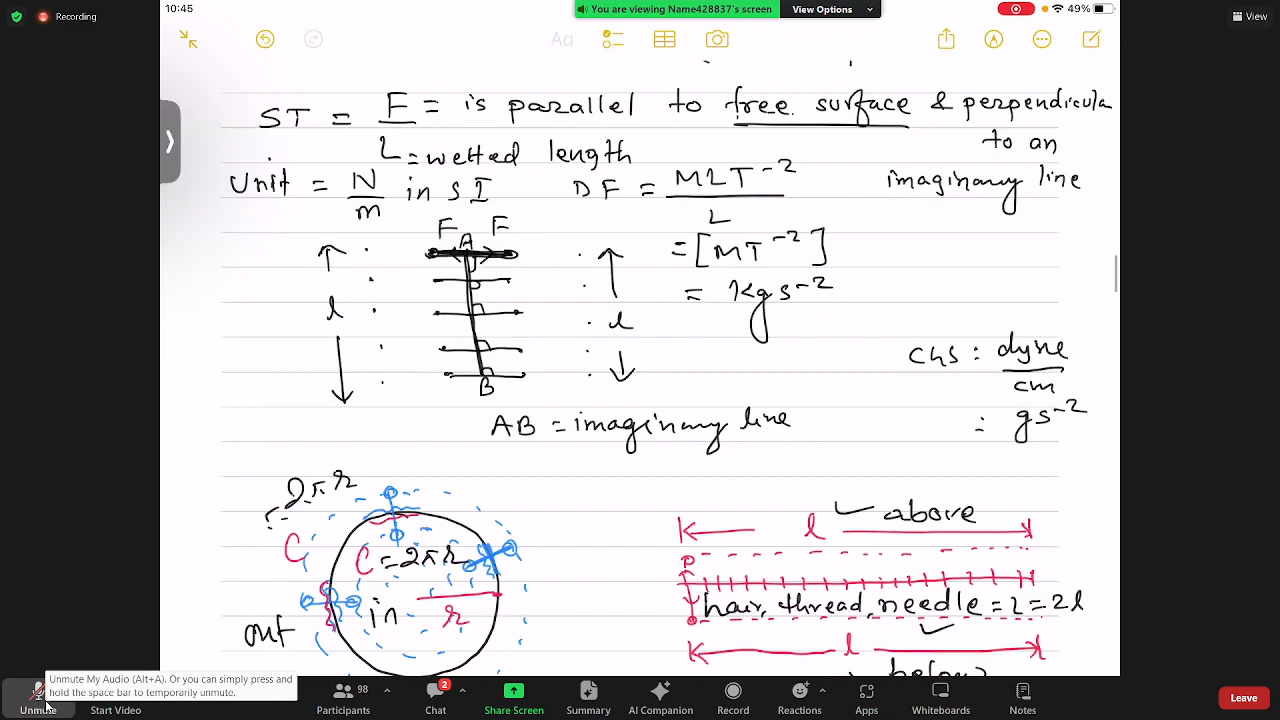 10:45
You are viewing Name428837's screen
View Options
49%
Recording
View
Aa
ST = F = is parallel to free surface & perpendicula
L = wetted length
to an
imaginary line
Unit = N/m in SI
DF = MLT⁻²/L
= [MT⁻²]
= Kg s⁻²
F F
A
l
l
B
CGS : dyne/cm
: gs⁻²
AB = imaginary line
2πr
C
C = 2πr
in
r
out
above
l
hair, thread, needle = L = 2l
l
below
Unmute My Audio (Alt+A). Or you can simply press and
hold the space bar to temporarily unmute.
98
2
Unmute
Start Video
Participants
Chat
Share Screen
Summary
AI Companion
Record
Reactions
Apps
Whiteboards
Notes
Leave